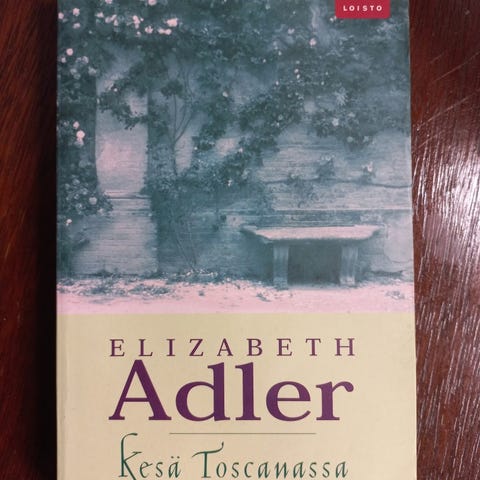 LOISTO
ELIZABETH
Adler
Kesä Toscanassa